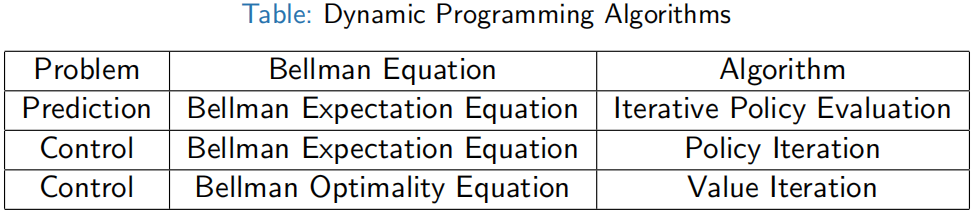 Table: Dynamic Programming Algorithms
Problem Bellman Equation Algorithm
Prediction Bellman Expectation Equation Iterative Policy Evaluation
Control Bellman Expectation Equation Policy Iteration
Control Bellman Optimality Equation Value Iteration